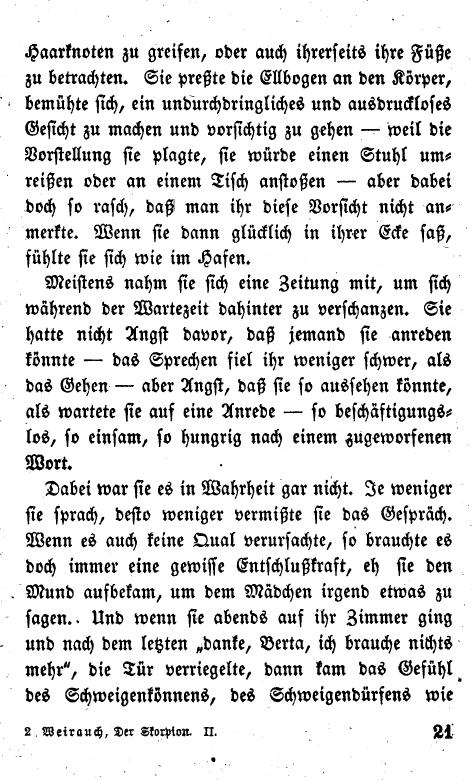 Haarknoten zu greifen, oder auch ihrerseits ihre Füße
zu betrachten. Sie preßte die Ellbogen an den Körper,
bemühte sich, ein undurchdringliches und ausdruckloses
Gesicht zu machen und vorsichtig zu gehen — weil die
Vorstellung sie plagte, sie würde einen Stuhl um-
reißen oder an einem Tisch anstoßen — aber dabei
doch so rasch, daß man ihr diese Vorsicht nicht an-
merkte. Wenn sie dann glücklich in ihrer Ecke saß,
fühlte sie sich wie im Hafen.
Meistens nahm sie sich eine Zeitung mit, um sich
während der Wartezeit dahinter zu verschanzen. Sie
hatte nicht Angst davor, daß jemand sie anreden
könnte — das Sprechen fiel ihr weniger schwer, als
das Gehen — aber Angst, daß sie so aussehen könnte,
als wartete sie auf eine Anrede — so beschäftigungs-
los, so einsam, so hungrig nach einem zugeworfenen
Wort.
Dabei war sie es in Wahrheit gar nicht. Je weniger
sie sprach, desto weniger vermißte sie das Gespräch.
Wenn es auch keine Qual verursachte, so brauchte es
doch immer eine gewisse Entschlußkraft, eh sie den
Mund aufbekam, um dem Mädchen irgend etwas zu
sagen. Und wenn sie abends auf ihr Zimmer ging
und nach dem letzten „danke, Berta, ich brauche nichts
mehr“, die Tür verriegelte, dann kam das Gefühl
des Schweigenkönnens, des Schweigendürfens wie
2 Weirauch, Der Skorpion. II. 21